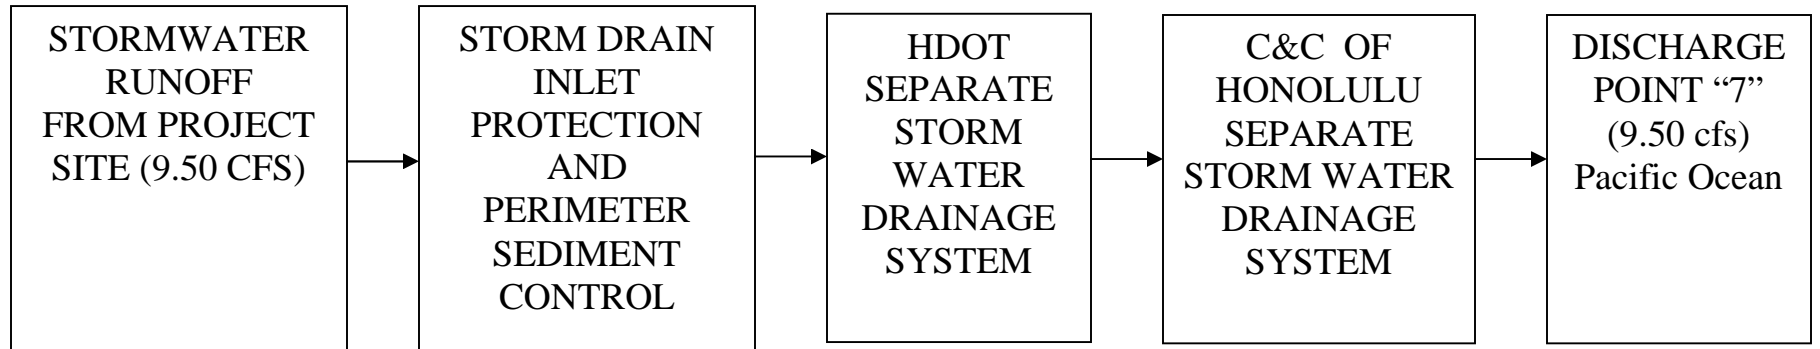 STORMWATER
RUNOFF
FROM PROJECT
SITE (9.50 CFS)
STORM DRAIN
INLET
PROTECTION
AND
PERIMETER
SEDIMENT
CONTROL
HDOT
SEPARATE
STORM
WATER
DRAINAGE
SYSTEM
C&C OF
HONOLULU
SEPARATE
STORM WATER
DRAINAGE
SYSTEM
DISCHARGE
POINT “7”
(9.50 cfs)
Pacific Ocean